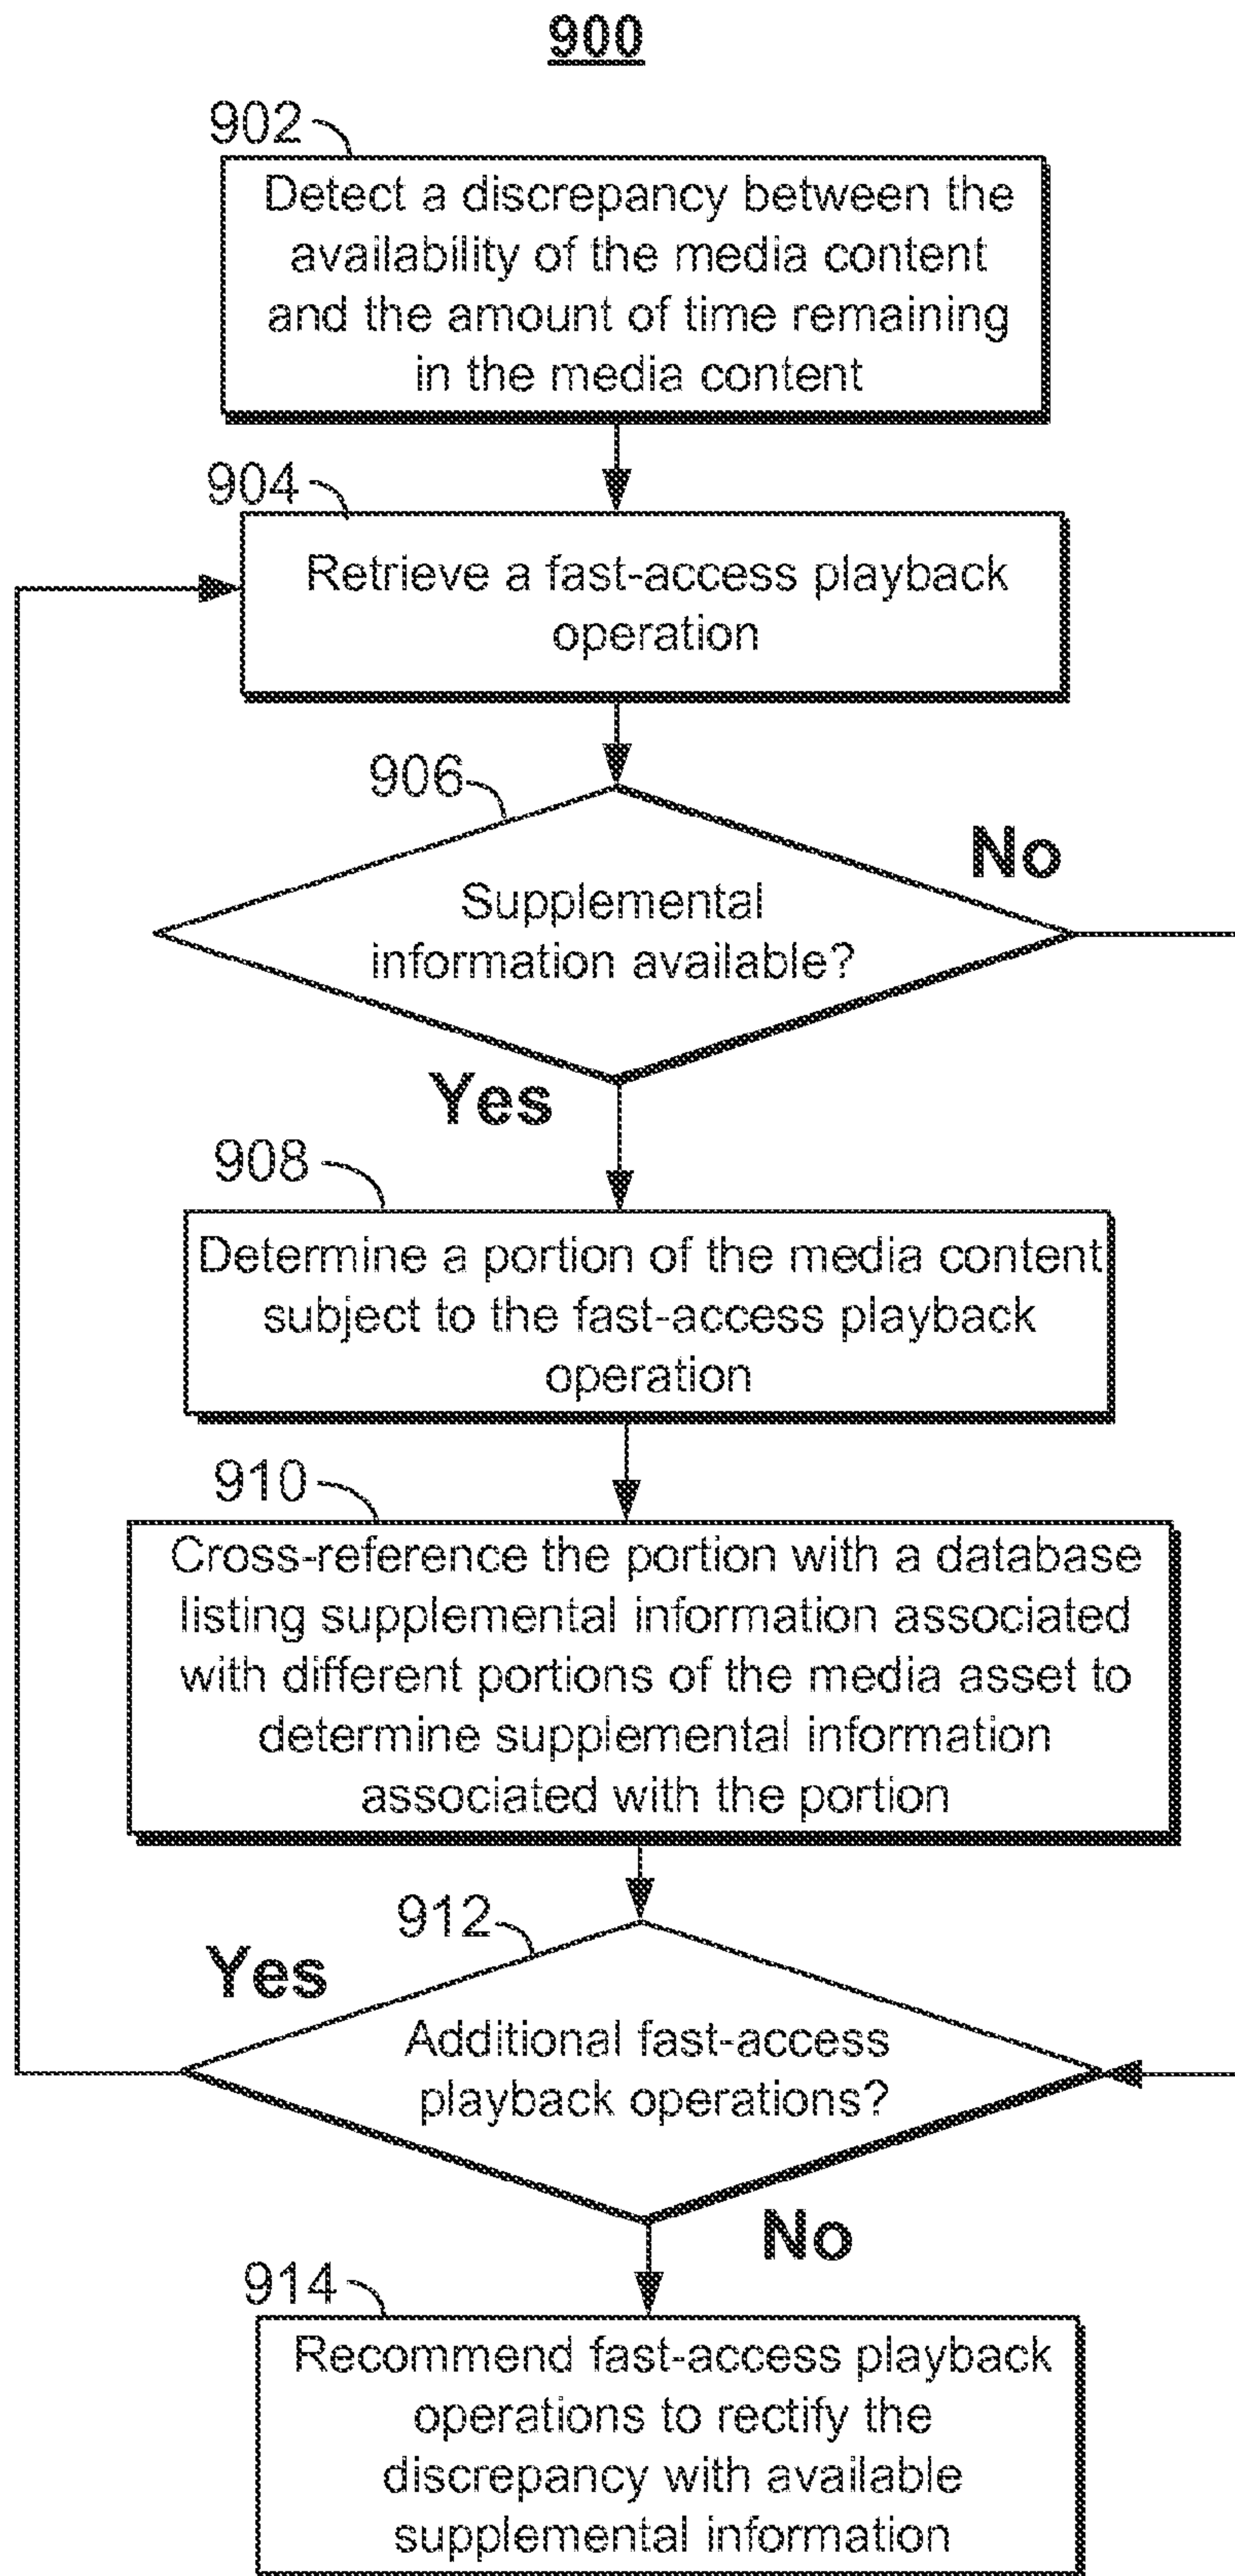 900
902
Detect a discrepancy between the
availability of the media content
and the amount of time remaining
in the media content
904
Retrieve a fast-access playback
operation
906
No
Supplemental
information available?
Yes
908
Determine a portion of the media content
subject to the fast-access playback
operation
910
Cross-reference the portion with a database
listing supplemental information associated
with different portions of the media asset to
determine supplemental information
associated with the portion
912
Yes
Additional fast-access
playback operations?
No
914
Recommend fast-access playback
operations to rectify the
discrepancy with available
supplemental information